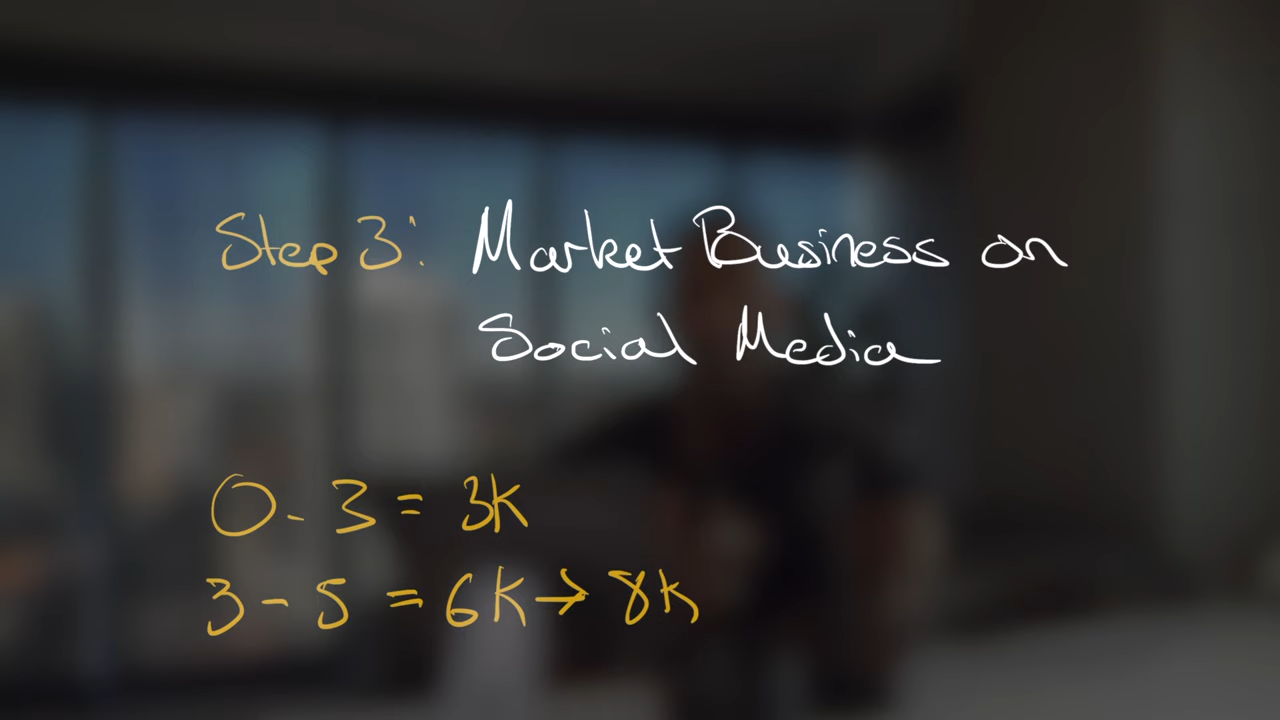 Step 3: Market Business on
Social Media
0 - 3 = 3K
3 - 5 = 6K → 8K